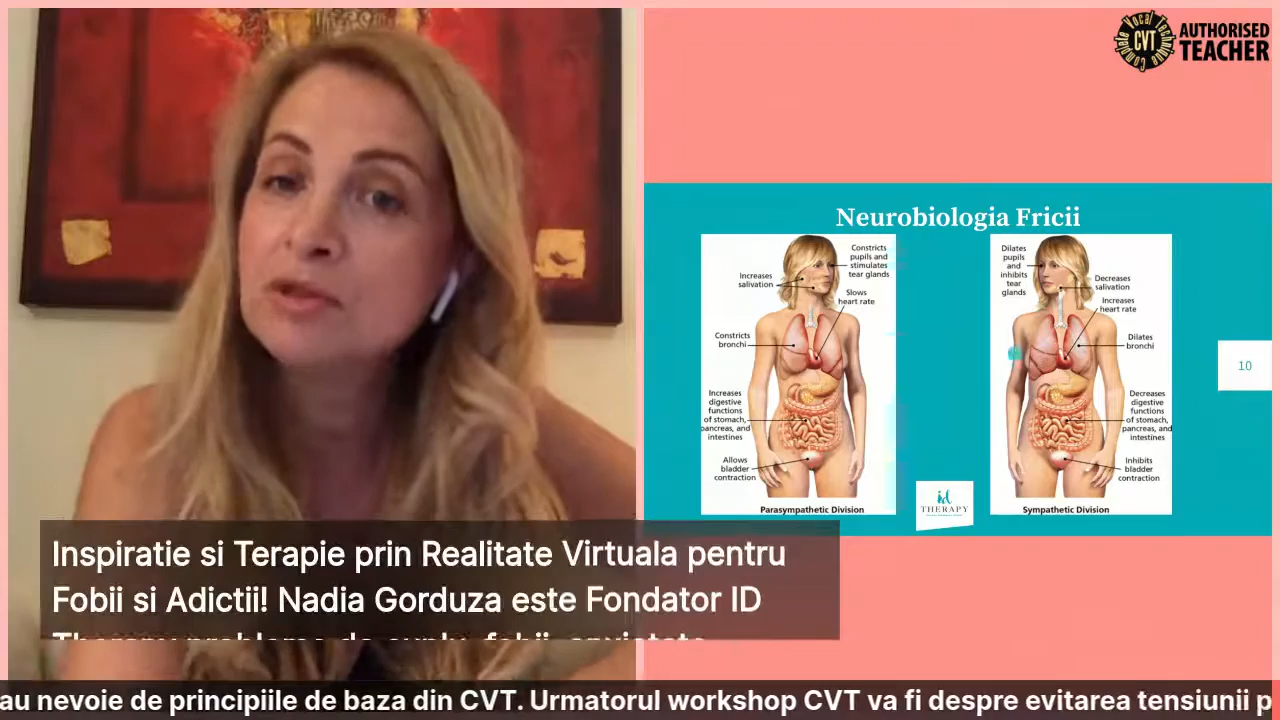 Complete Vocal Technique
CVT
AUTHORISED
TEACHER
Neurobiologia Fricii
Constricts
pupils and
stimulates
tear glands
Increases
salivation
Slows
heart rate
Constricts
bronchi
Increases
digestive
functions
of stomach,
pancreas, and
intestines
Allows
bladder
contraction
Parasympathetic Division
Dilates
pupils
and
inhibits
tear
glands
Decreases
salivation
Increases
heart rate
Dilates
bronchi
Decreases
digestive
functions
of stomach,
pancreas, and
intestines
Inhibits
bladder
contraction
Sympathetic Division
10
id
THERAPY
Inspiratie si Terapie prin Realitate Virtuala pentru
Fobii si Adictii! Nadia Gorduza este Fondator ID
au nevoie de principiile de baza din CVT. Urmatorul workshop CVT va fi despre evitarea tensiunii p